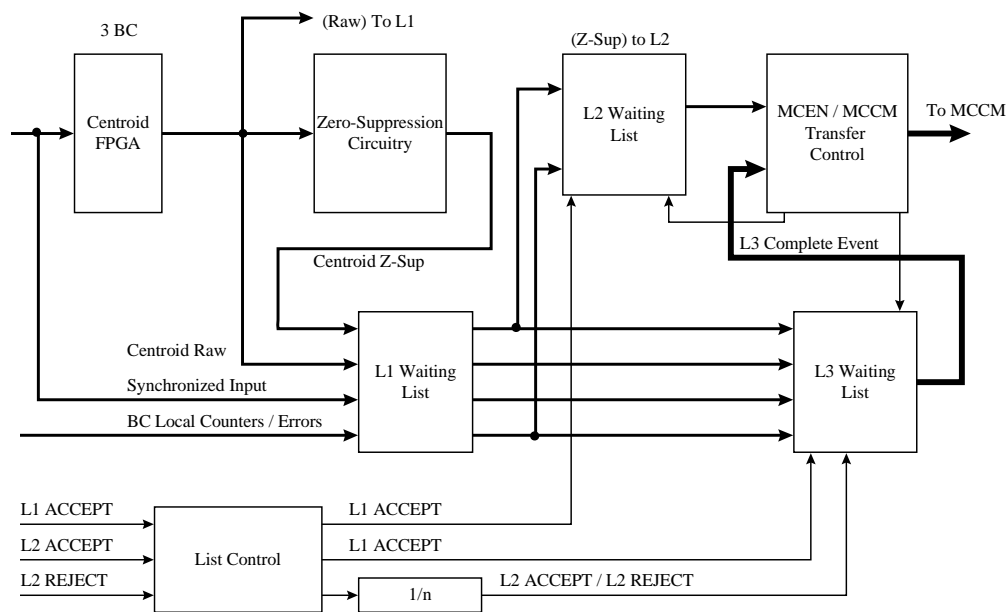 3 BC
(Raw) To L1
(Z-Sup) to L2
Centroid
FPGA
Zero-Suppression
Circuitry
L2 Waiting
List
MCEN / MCCM
Transfer
Control
To MCCM
L3 Complete Event
Centroid Z-Sup
Centroid Raw
Synchronized Input
BC Local Counters / Errors
L1 Waiting
List
L3 Waiting
List
L1 ACCEPT
L2 ACCEPT
L2 REJECT
List Control
L1 ACCEPT
L1 ACCEPT
1/n
L2 ACCEPT / L2 REJECT